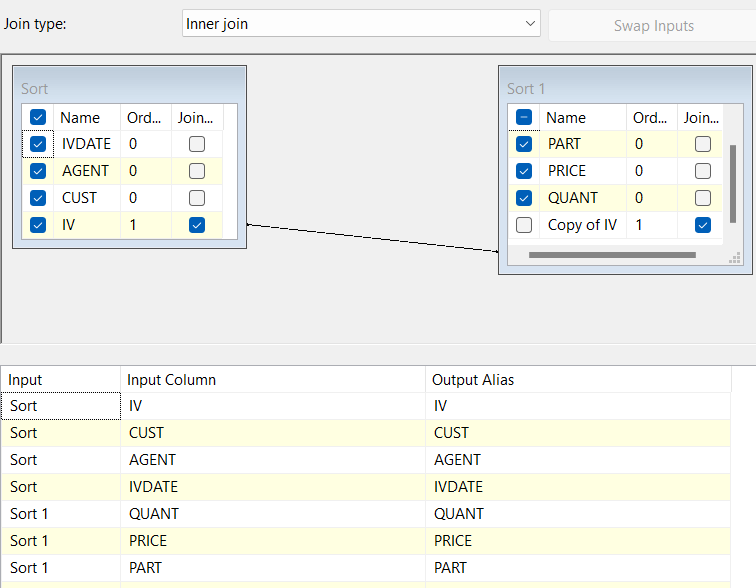 Join type: Inner join Swap Inputs
Sort
Name Ord... Join...
IVDATE 0
AGENT 0
CUST 0
IV 1
Sort 1
Name Ord... Join...
PART 0
PRICE 0
QUANT 0
Copy of IV 1
Input Input Column Output Alias
Sort IV IV
Sort CUST CUST
Sort AGENT AGENT
Sort IVDATE IVDATE
Sort 1 QUANT QUANT
Sort 1 PRICE PRICE
Sort 1 PART PART